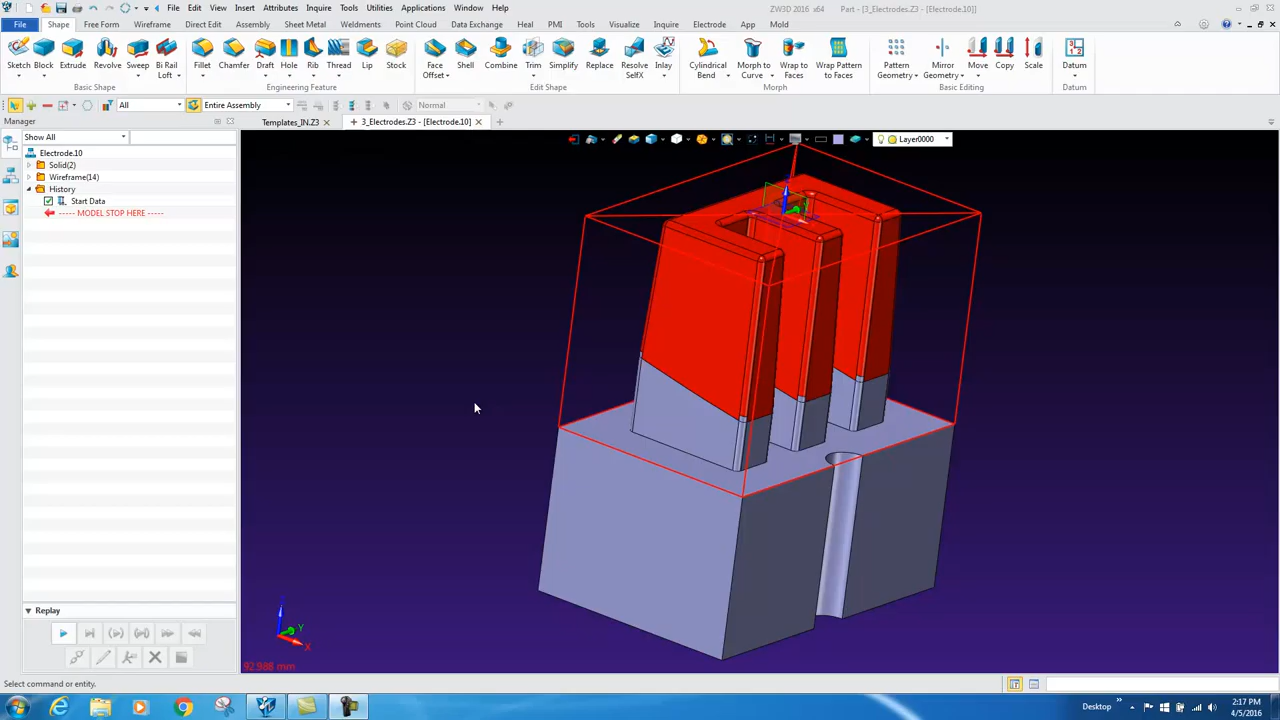 File Edit View Insert Attributes Inquire Tools Utilities Applications Window Help
ZW3D 2016 x64 Part - [3_Electrodes.Z3 - [Electrode.10]]
File Shape Free Form Wireframe Direct Edit Assembly Sheet Metal Weldments Point Cloud Data Exchange Heal PMI Tools Visualize Inquire Electrode App Mold
Sketch Block Extrude Revolve Sweep Bi Rail Loft Fillet Chamfer Draft Hole Rib Thread Lip Stock Face Offset Shell Combine Trim Simplify Replace Resolve SelfX Inlay Cylindrical Bend Morph to Curve Wrap to Faces Wrap Pattern to Faces Pattern Geometry Mirror Geometry Move Copy Scale Datum
Basic Shape Engineering Feature Edit Shape Morph Basic Editing Datum
All Entire Assembly Normal
Manager Templates_IN.Z3 3_Electrodes.Z3 - [Electrode.10]
Show All Layer0000
Electrode.10
Solid(2)
Wireframe(14)
History
Start Data
----- MODEL STOP HERE -----
Replay
Z
Y
X
92.988 mm
Select command or entity.
Desktop 2:17 PM
4/5/2016